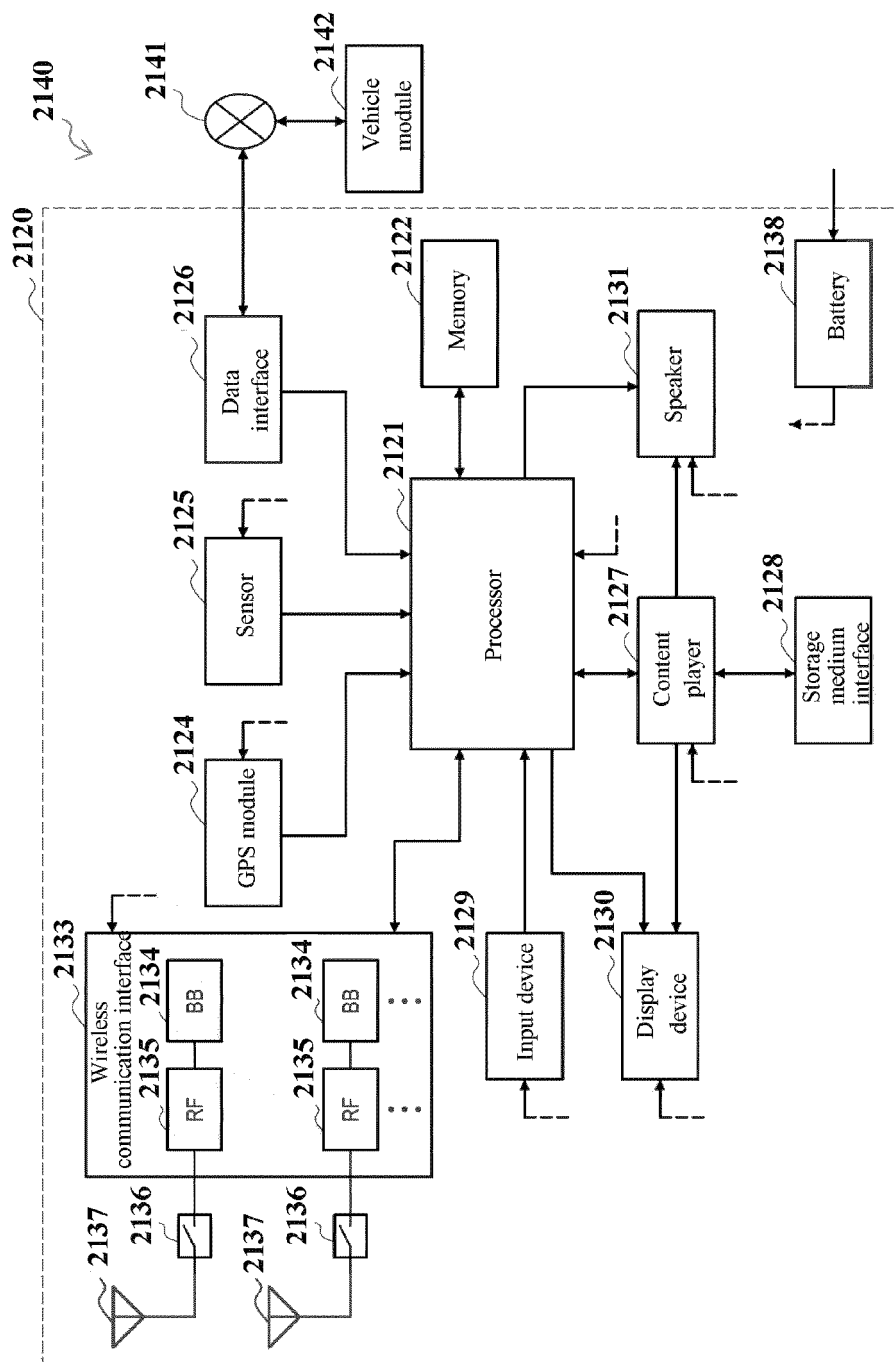 2140
2120
2141
2142
Vehicle
module
2133
Wireless
communication interface
2134
BB
2135
RF
2134
BB
2135
RF
2136
2137
2136
2137
2124
GPS module
2125
Sensor
2126
Data
interface
2121
Processor
2122
Memory
2129
Input device
2130
Display
device
2127
Content
player
2131
Speaker
2128
Storage
medium
interface
2138
Battery